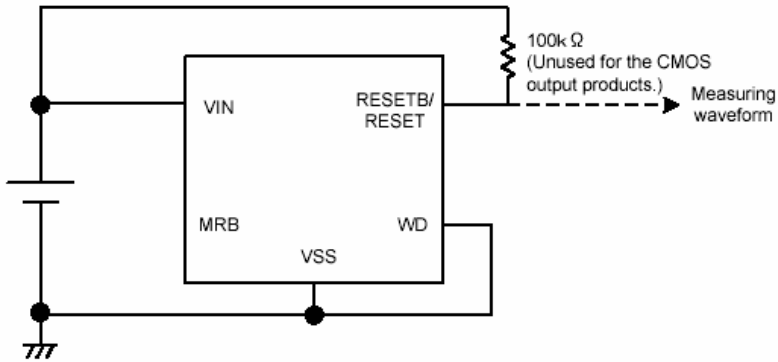 100k Ω
(Unused for the CMOS
output products.)
Measuring
waveform
VIN
RESETB/
RESET
MRB
WD
VSS